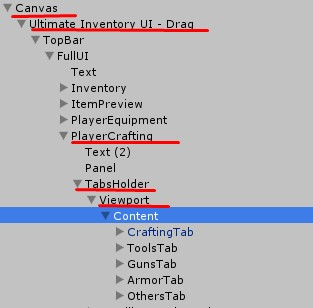 Canvas
Ultimate Inventory UI - Drag
TopBar
FullUI
Text
Inventory
ItemPreview
PlayerEquipment
PlayerCrafting
Text (2)
Panel
TabsHolder
Viewport
Content
CraftingTab
ToolsTab
GunsTab
ArmorTab
OthersTab